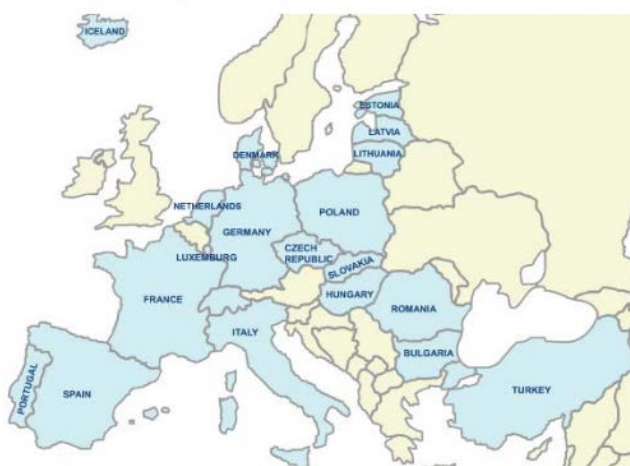 ICELAND
ESTONIA
LATVIA
LITHUANIA
DENMARK
NETHERLANDS
POLAND
GERMANY
CZECH
REPUBLIC
LUXEMBURG
SLOVAKIA
HUNGARY
FRANCE
ROMANIA
ITALY
BULGARIA
PORTUGAL
SPAIN
TURKEY